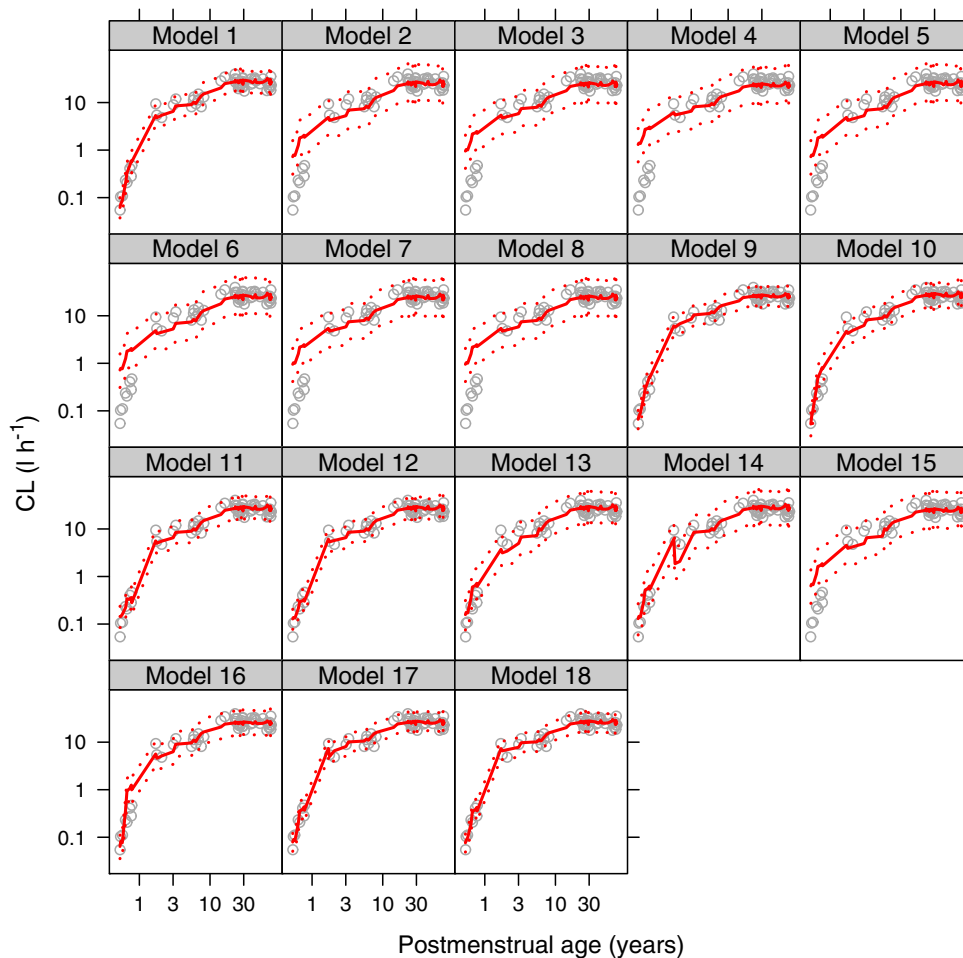 Model 1 Model 2 Model 3 Model 4 Model 5
10
1
0.1
Model 6 Model 7 Model 8 Model 9 Model 10
10
1
0.1
Model 11 Model 12 Model 13 Model 14 Model 15
10
1
0.1
Model 16 Model 17 Model 18
10
1
0.1
1 3 10 30 1 3 10 30 1 3 10 30
CL (l h-1)
Postmenstrual age (years)